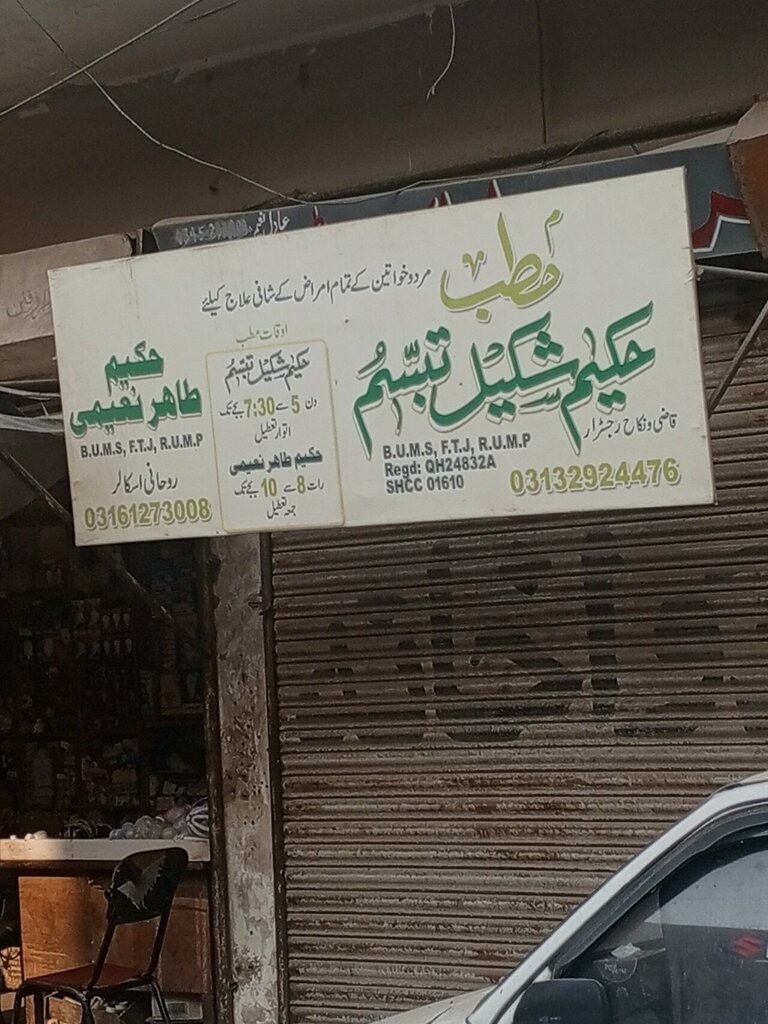 مطب
مرد و خواتین کے تمام امراض کے شافی علاج کیلئے
حکیم شکیل تبسّم
قاضی و نکاح رجسٹرار
B.U.M.S, F.T.J, R.U.M.P
Regd: QH24832A
SHCC 01610
03132924476
اوقات مطب
حکیم شکیل تبسّم
دن 5 سے 7:30 بجے تک
اتوار تعطیل
حکیم طاہر نعیمی
رات 8 سے 10 بجے تک
جمعہ تعطیل
حکیم
طاہر نعیمی
B.U.M.S, F.T.J, R.U.M.P
روحانی اسکالر
03161273008